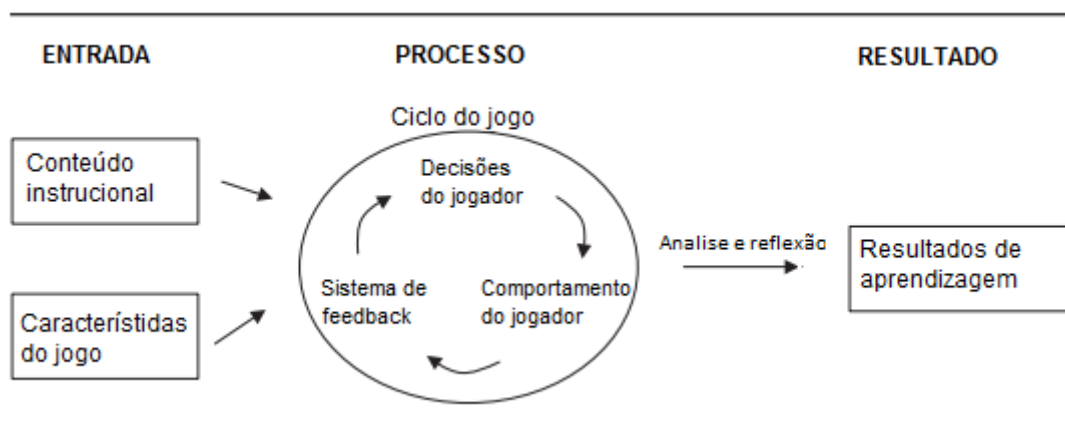 ENTRADA
PROCESSO
RESULTADO
Ciclo do jogo
Conteúdo
instrucional
Decisões
do jogador
Analise e reflexão
Resultados de
aprendizagem
Sistema de
feedback
Comportamento
do jogador
Característidas
do jogo